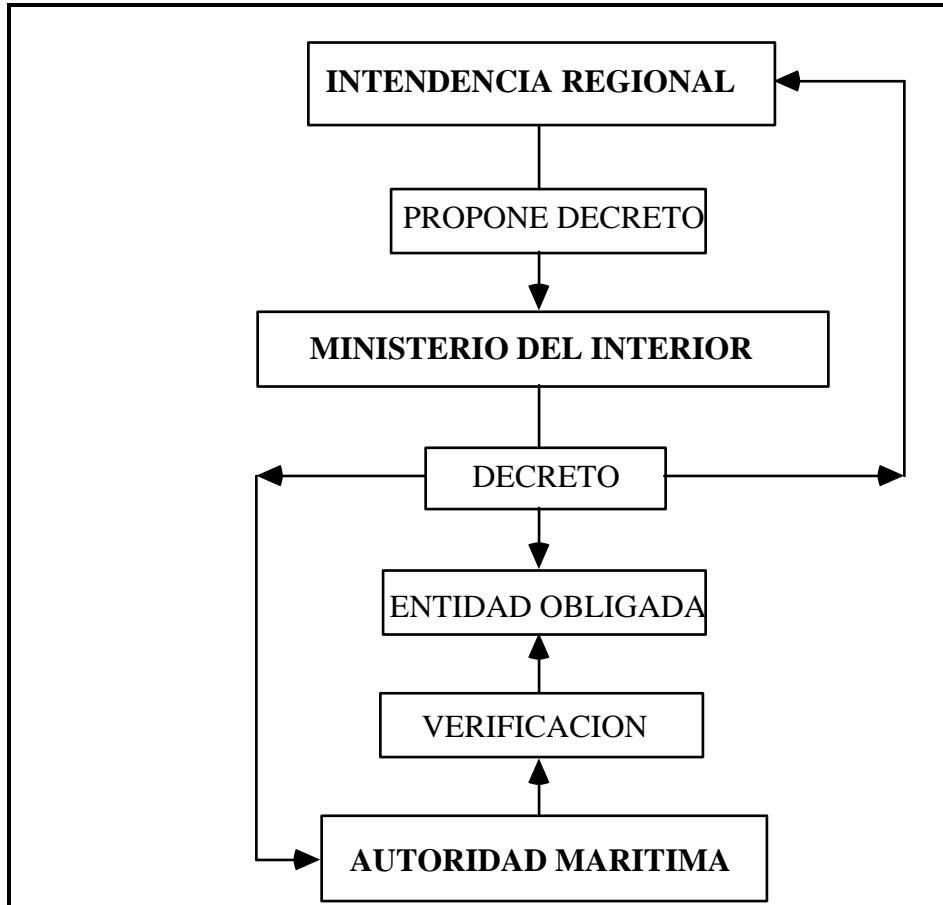 INTENDENCIA REGIONAL
PROPONE DECRETO
MINISTERIO DEL INTERIOR
DECRETO
ENTIDAD OBLIGADA
VERIFICACION
AUTORIDAD MARITIMA